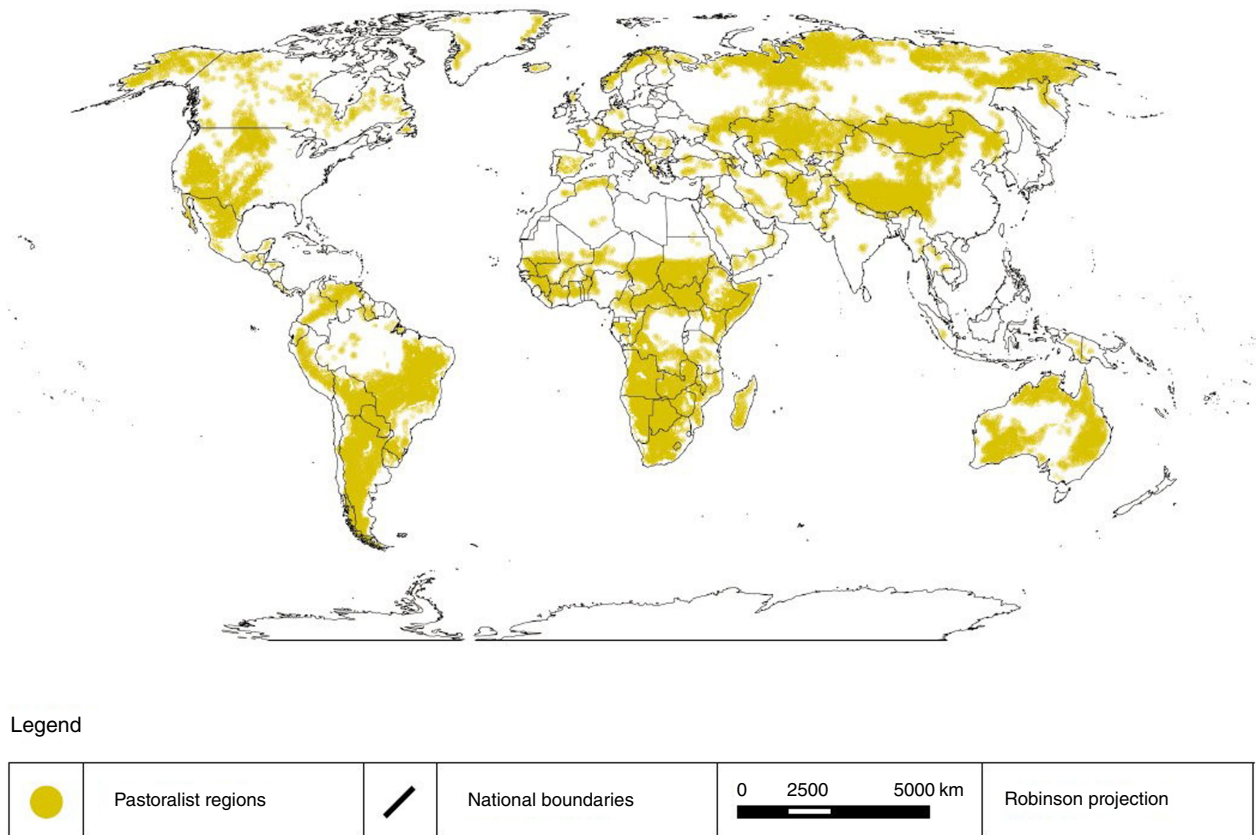 Legend
Pastoralist regions
National boundaries
0 2500 5000 km
Robinson projection